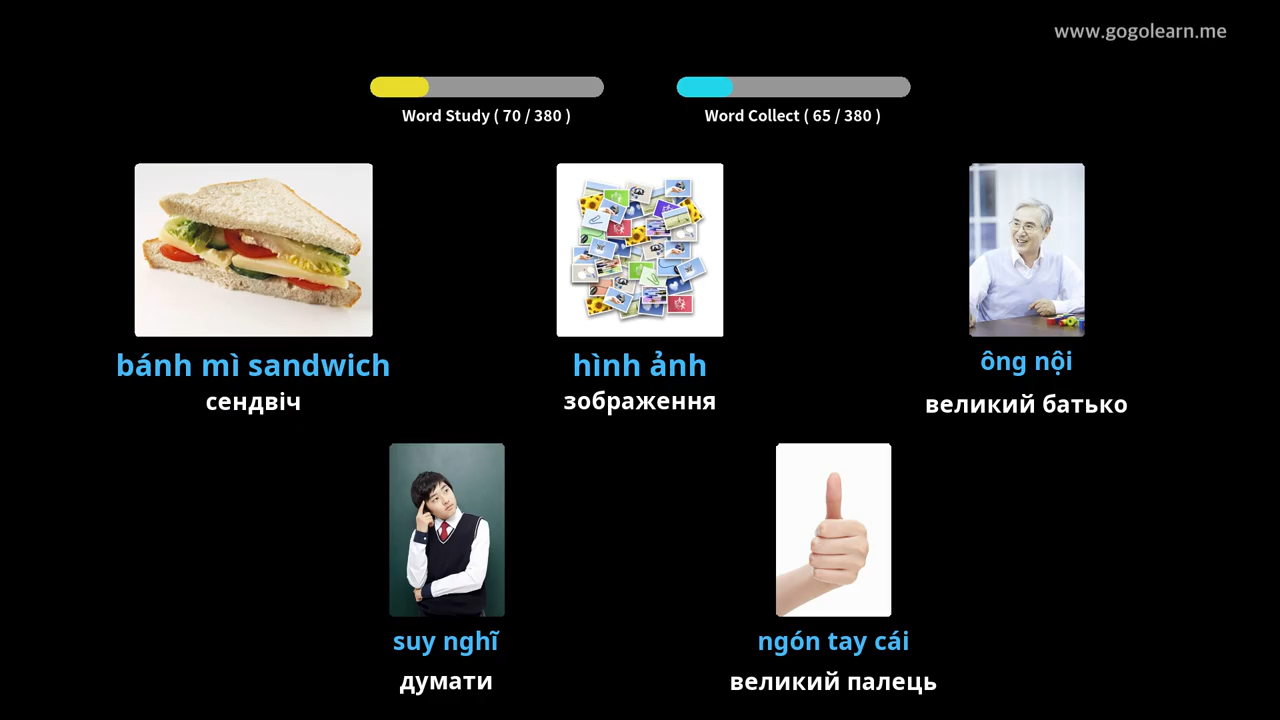 www.gogolearn.me
Word Study ( 70 / 380 )
Word Collect ( 65 / 380 )
bánh mì sandwich
сендвіч
hình ảnh
зображення
ông nội
великий батько
suy nghĩ
думати
ngón tay cái
великий палець